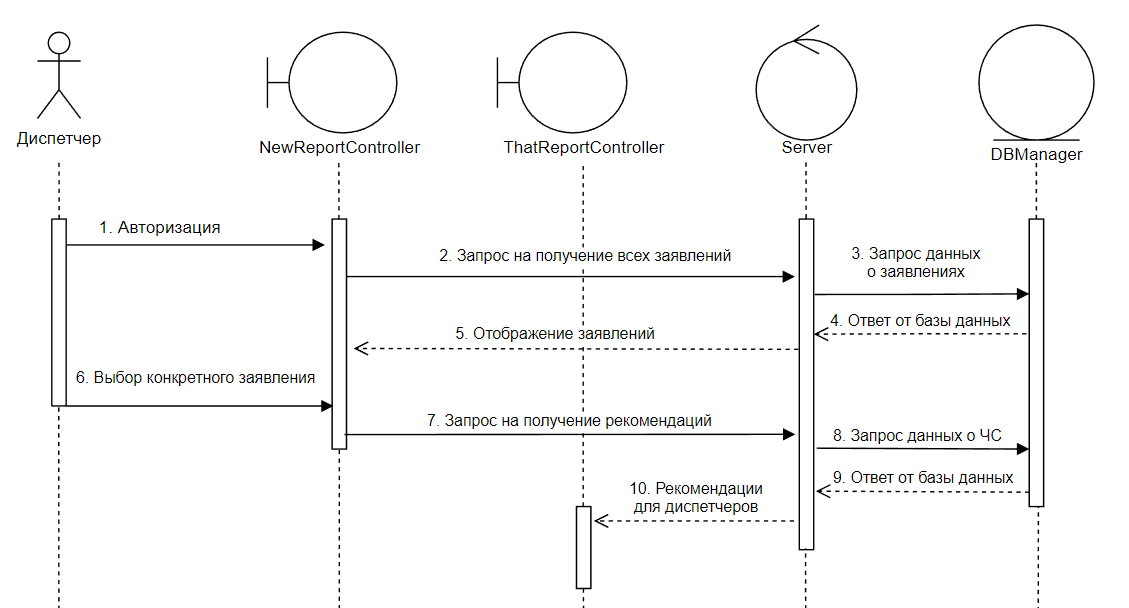 Диспетчер
NewReportController
ThatReportController
Server
DBManager
1. Авторизация
2. Запрос на получение всех заявлений
3. Запрос данных
о заявлениях
4. Ответ от базы данных
5. Отображение заявлений
6. Выбор конкретного заявления
7. Запрос на получение рекомендаций
8. Запрос данных о ЧС
9. Ответ от базы данных
10. Рекомендации
для диспетчеров